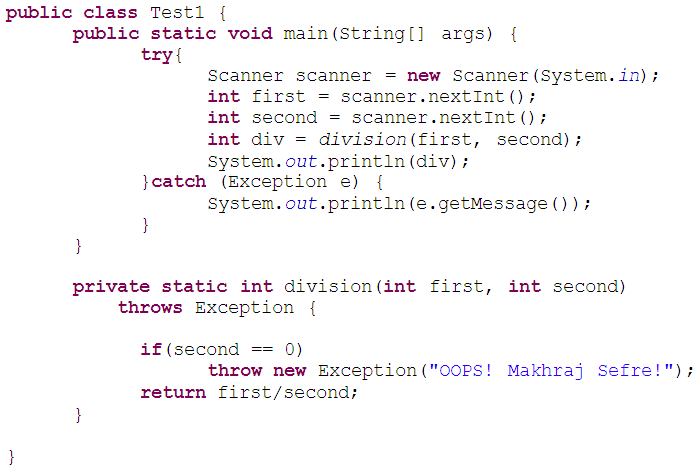 public class Test1 {
public static void main(String[] args) {
try{
Scanner scanner = new Scanner(System.in);
int first = scanner.nextInt();
int second = scanner.nextInt();
int div = division(first, second);
System.out.println(div);
}catch (Exception e) {
System.out.println(e.getMessage());
}
}
private static int division(int first, int second)
throws Exception {
if(second == 0)
throw new Exception("OOPS! Makhraj Sefre!");
return first/second;
}
}